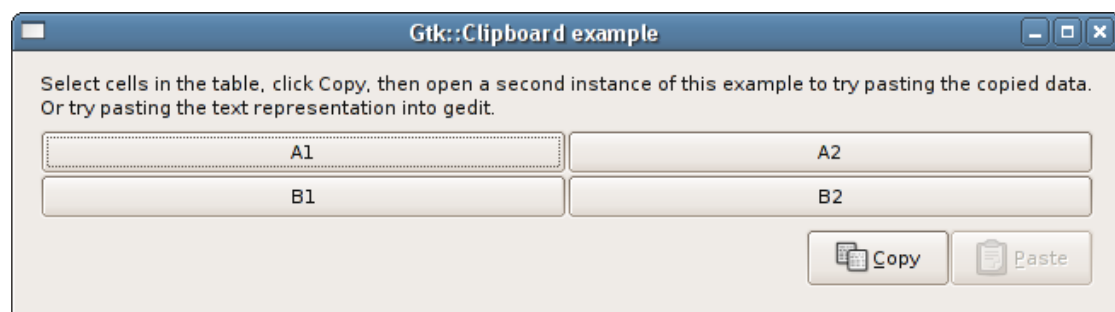 Gtk::Clipboard example
Select cells in the table, click Copy, then open a second instance of this example to try pasting the copied data.
Or try pasting the text representation into gedit.
A1 A2
B1 B2
Copy Paste